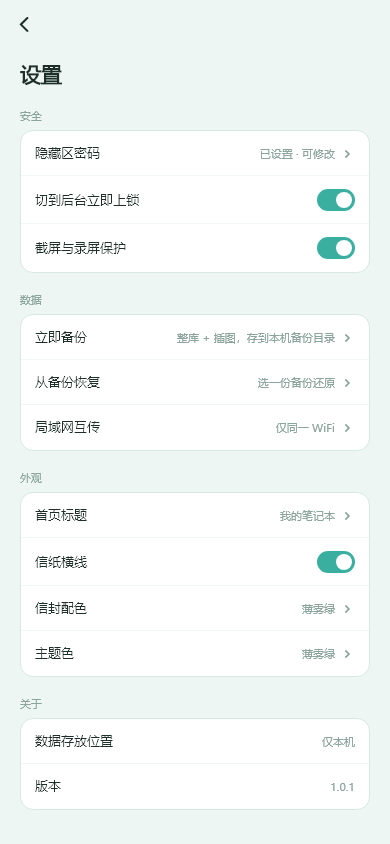 设置
安全
隐藏区密码 已设置 · 可修改
切到后台立即上锁
截屏与录屏保护
数据
立即备份 整库 + 插图，存到本机备份目录
从备份恢复 选一份备份还原
局域网互传 仅同一 WiFi
外观
首页标题 我的笔记本
信纸横线
信封配色 薄雾绿
主题色 薄雾绿
关于
数据存放位置 仅本机
版本 1.0.1